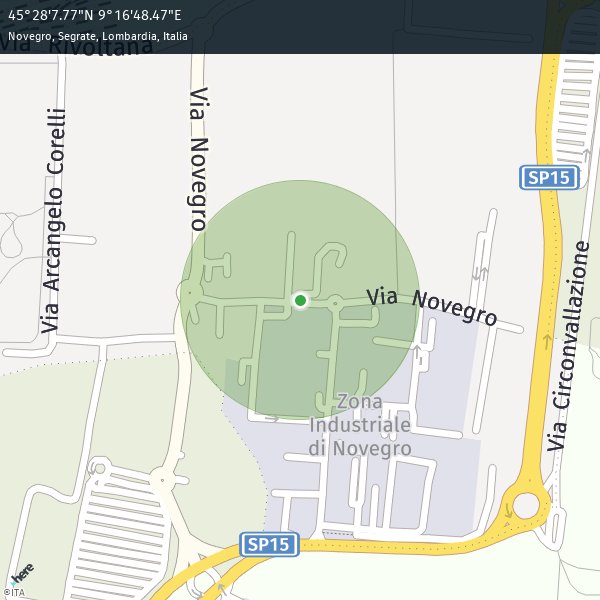 45°28'7.77"N 9°16'48.47"E
Novegro, Segrate, Lombardia, Italia
Via Rivoltana
Via Arcangelo Corelli
Via Novegro
SP15
Via Novegro
Via Circonvallazione
Zona
Industriale
di Novegro
SP15
here
©ITA